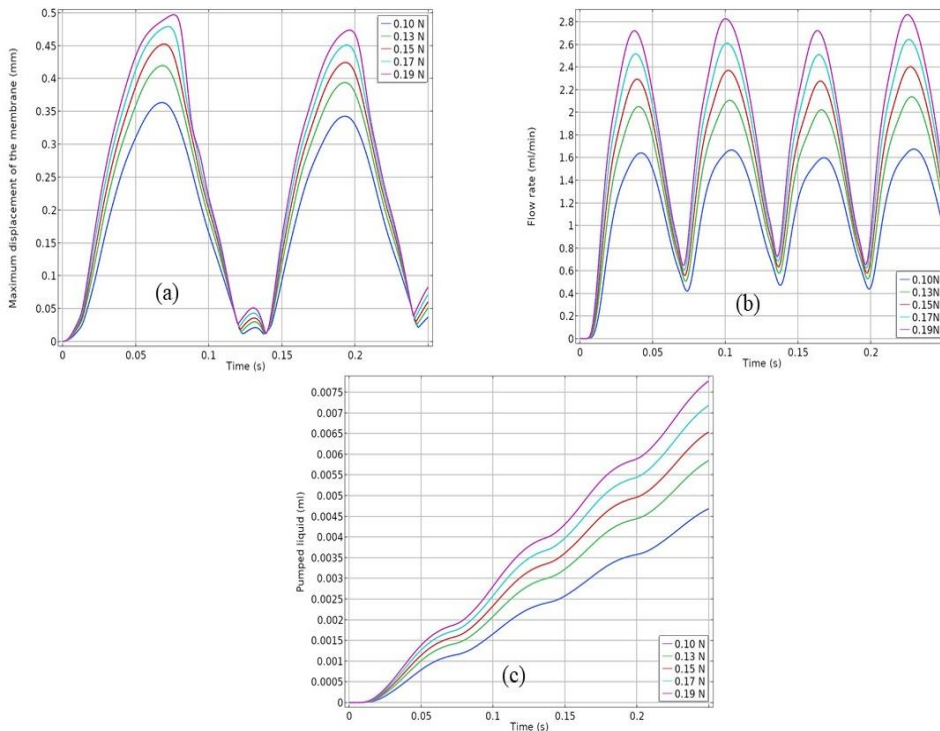 Maximum displacement of the membrane (mm)
0.5
0.45
0.4
0.35
0.3
0.25
0.2
0.15
0.1
0.05
0
0.10 N
0.13 N
0.15 N
0.17 N
0.19 N
(a)
0 0.05 0.1 0.15 0.2
Time (s)
Flow rate (ml/min)
2.8
2.6
2.4
2.2
2
1.8
1.6
1.4
1.2
1
0.8
0.6
0.4
0.2
0
(b)
0.10N
0.13N
0.15N
0.17N
0.19N
0 0.05 0.1 0.15 0.2
Time (s)
Pumped liquid (ml)
0.0075
0.007
0.0065
0.006
0.0055
0.005
0.0045
0.004
0.0035
0.003
0.0025
0.002
0.0015
0.001
0.0005
0
(c)
0.10 N
0.13 N
0.15 N
0.17 N
0.19 N
0 0.05 0.1 0.15 0.2
Time (s)